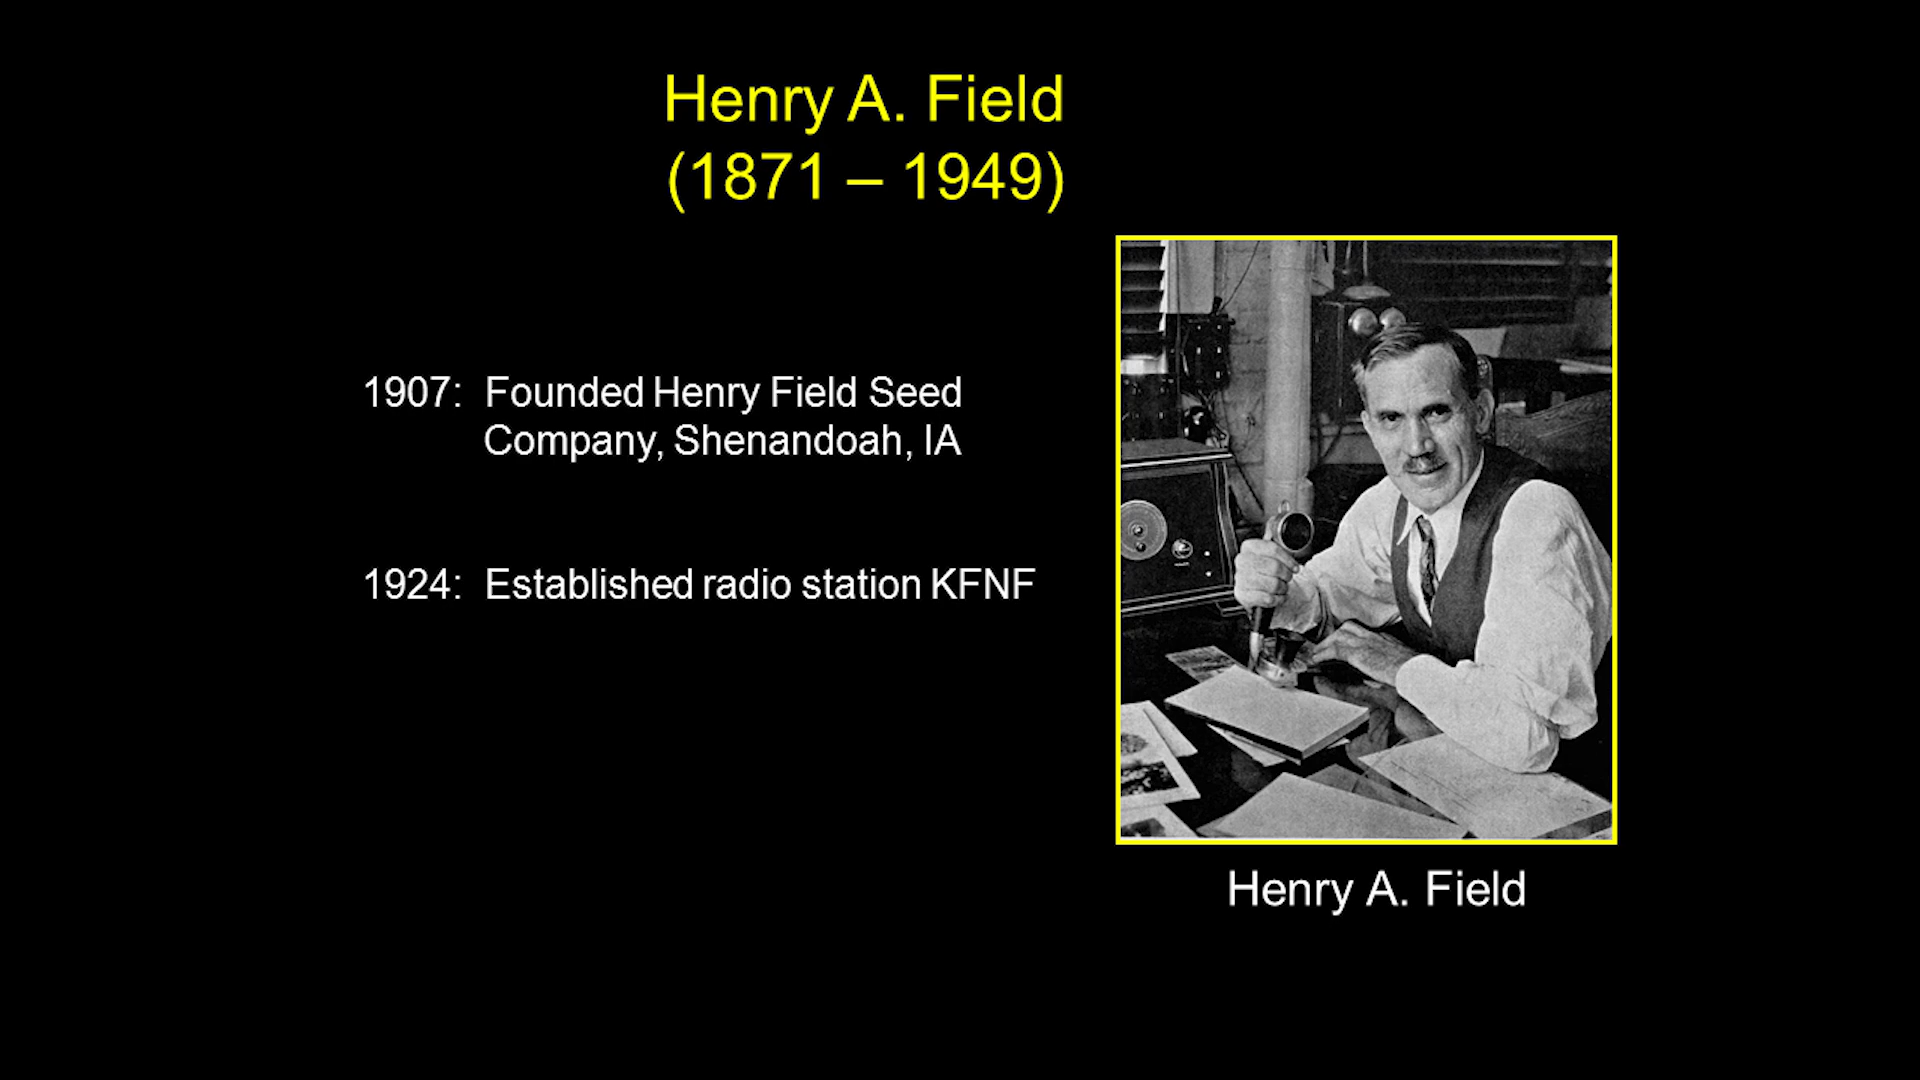 Henry A. Field
(1871 – 1949)
1907: Founded Henry Field Seed
Company, Shenandoah, IA
1924: Established radio station KFNF
Henry A. Field